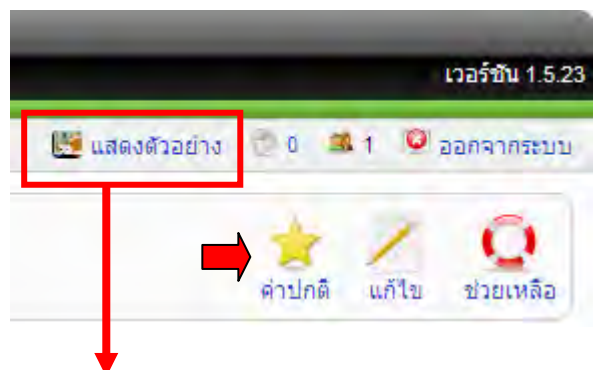 เวอร์ชัน 1.5.23
แสดงตัวอย่าง 0 1 ออกจากระบบ
ค่าปกติ แก้ไข ช่วยเหลือ